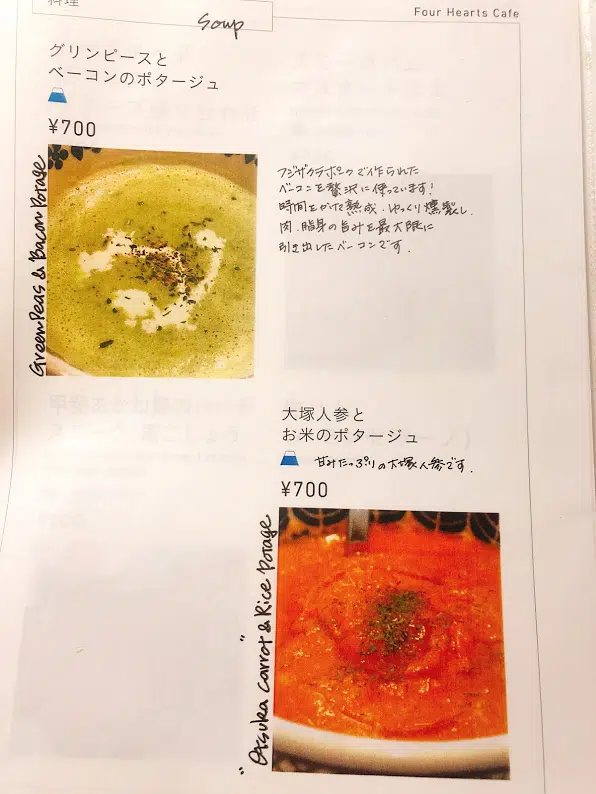 料理
Soup
Four Hearts Cafe
グリンピースと
ベーコンのポタージュ
¥700
GreenPeas & Bacon Potage
フジザクラポークで作られた
ベーコンを贅沢に使っています!
時間をかけて熟成、ゆっくり燻製し、
肉、脂身の旨みを最大限に
引き出したベーコンです。
大塚人参と
お米のポタージュ
甘みたっぷりの大塚人参です。
¥700
"Otsuka Carrot & Rice Potage"